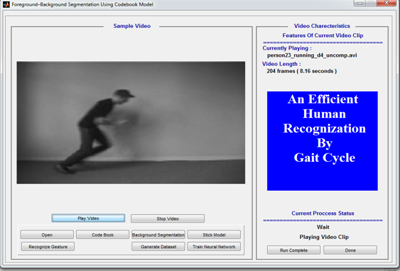 Foreground-Background Segmentation Using Codebook Model
Sample Video
Play Video
Stop Video
Open
Code Book
Background Segmentation
Stick Model
Recognize Geature
Generate Dataset
Train Neural Network
Video Charecteristics
Features Of Current Video Clip
Currently Playing :
person23_running_d4_uncomp.avi
Video Length :
204 frames ( 8.16 seconds )
An Efficient
Human
Recognization
By
Gait Cycle
Current Proccess Status
Wait
Playing Video Clip
Run Complete
Done